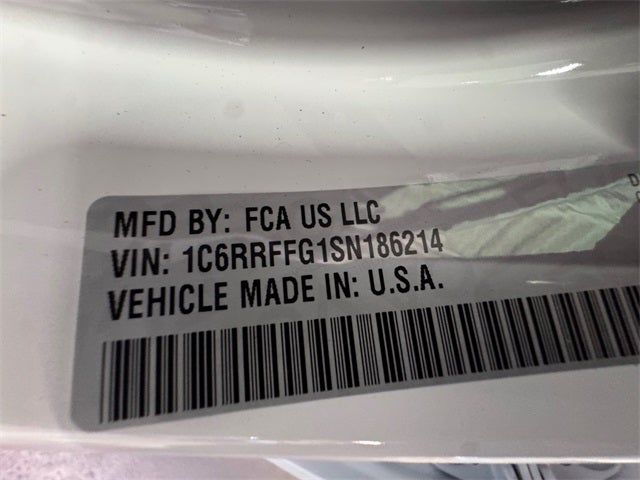 MFD BY: FCA US LLC
VIN: 1C6RRFFG1SN186214
VEHICLE MADE IN: U.S.A.